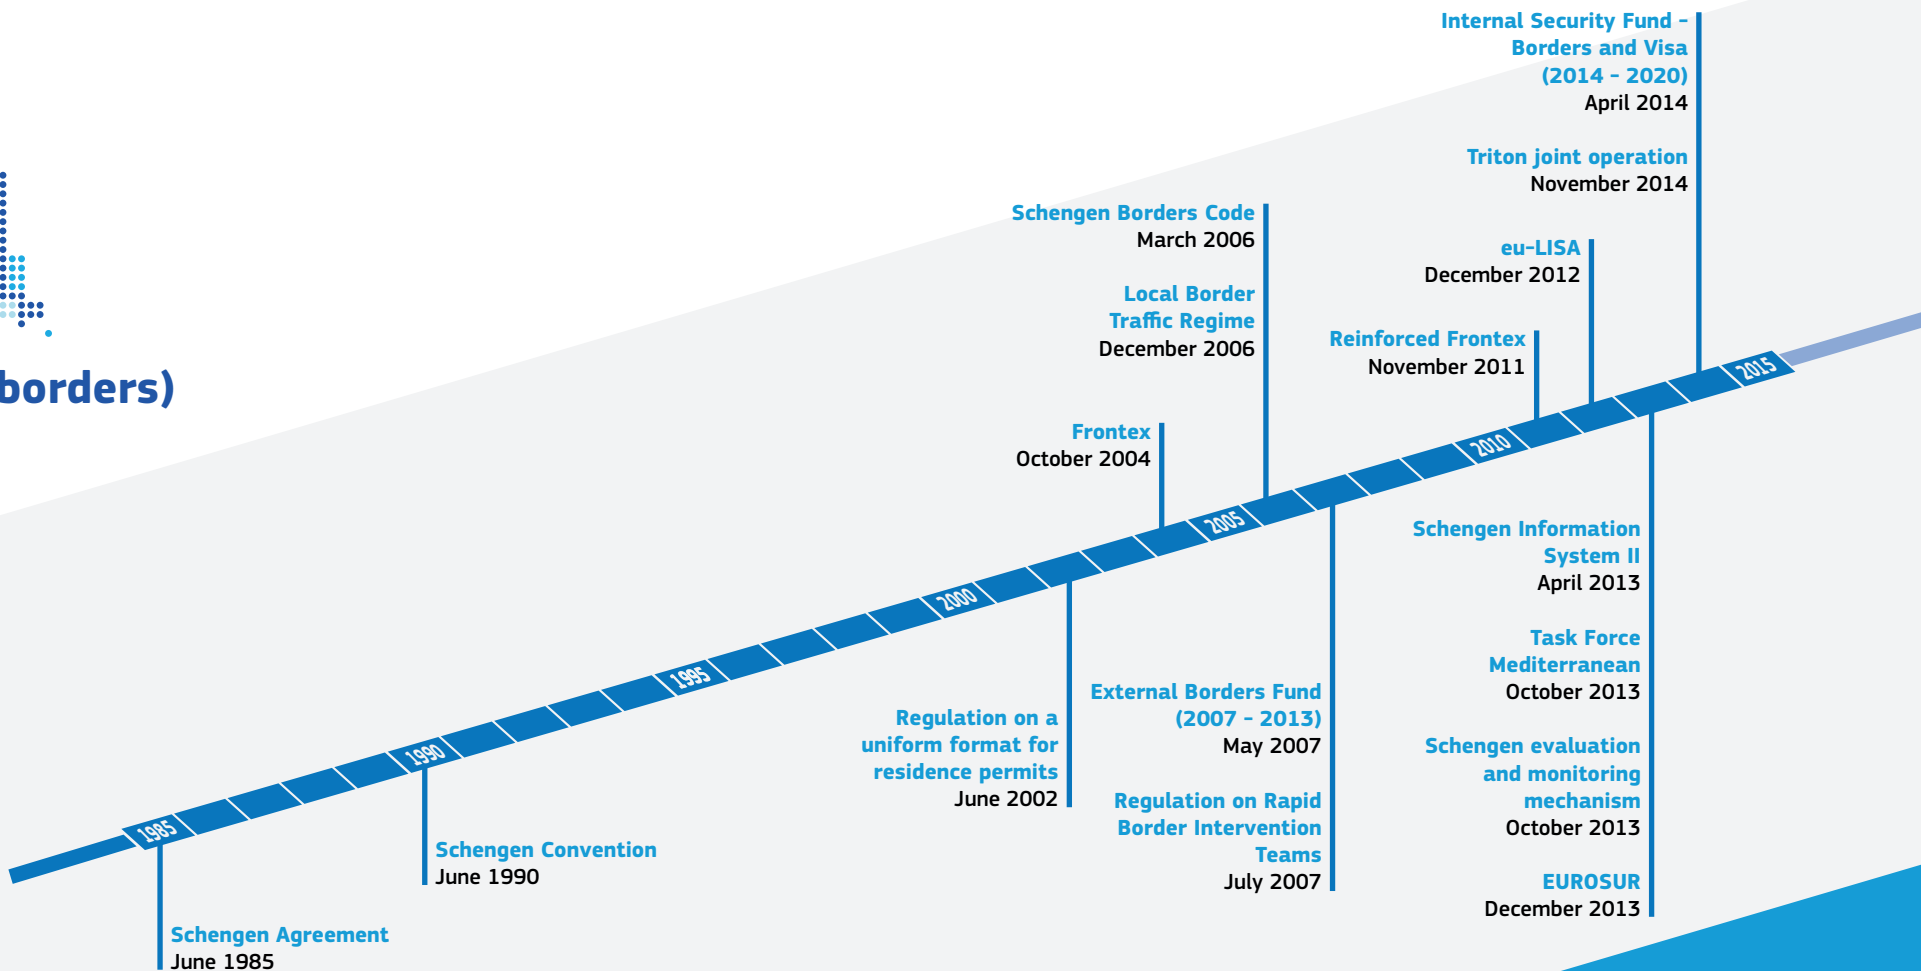 borders)
1985
1990
1995
2000
2005
2010
2015
Schengen Agreement
June 1985
Schengen Convention
June 1990
Regulation on a
uniform format for
residence permits
June 2002
Frontex
October 2004
Schengen Borders Code
March 2006
Local Border
Traffic Regime
December 2006
External Borders Fund
(2007 - 2013)
May 2007
Regulation on Rapid
Border Intervention
Teams
July 2007
Reinforced Frontex
November 2011
eu-LISA
December 2012
Schengen Information
System II
April 2013
Task Force
Mediterranean
October 2013
Schengen evaluation
and monitoring
mechanism
October 2013
EUROSUR
December 2013
Internal Security Fund -
Borders and Visa
(2014 - 2020)
April 2014
Triton joint operation
November 2014